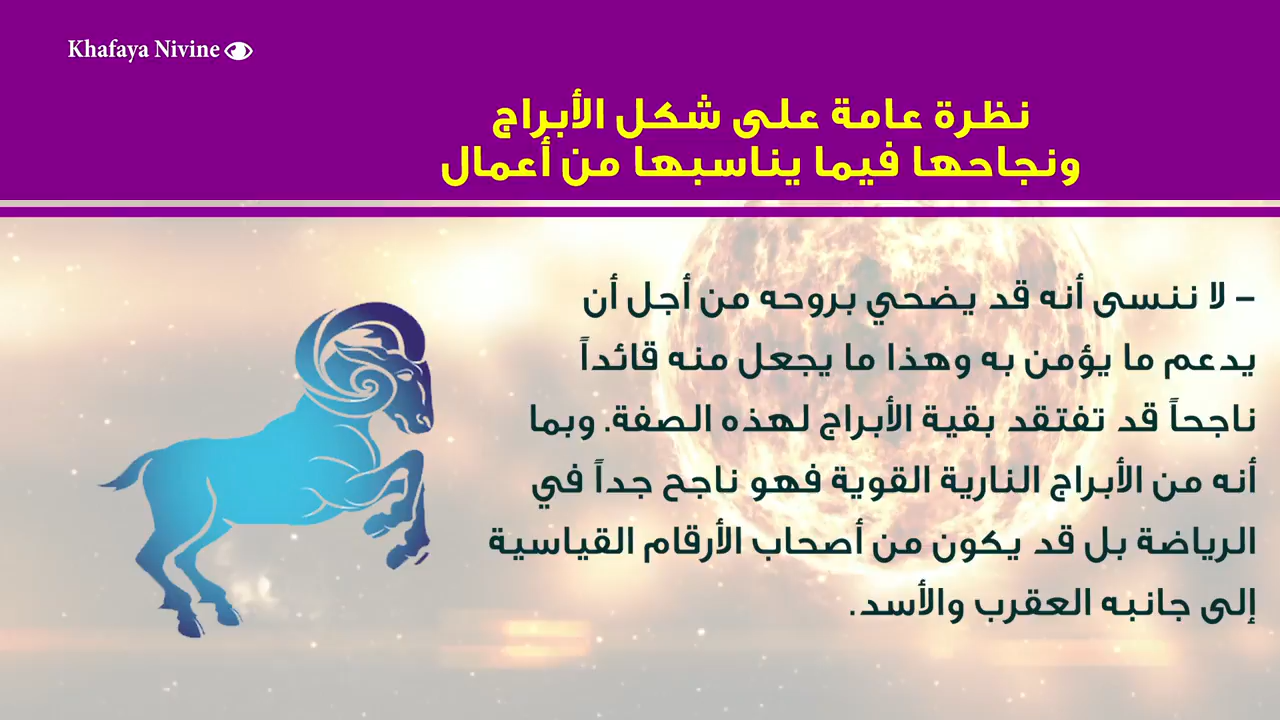 Khafaya Nivine
نظرة عامة على شكل الأبراج
ونجاحها فيما يناسبها من أعمال
– لا ننسى أنه قد يضحي بروحه من أجل أن
يدعم ما يؤمن به وهذا ما يجعل منه قائداً
ناجحاً قد تفتقد بقية الأبراج لهذه الصفة. وبما
أنه من الأبراج النارية القوية فهو ناجح جداً في
الرياضة بل قد يكون من أصحاب الأرقام القياسية
إلى جانبه العقرب والأسد.